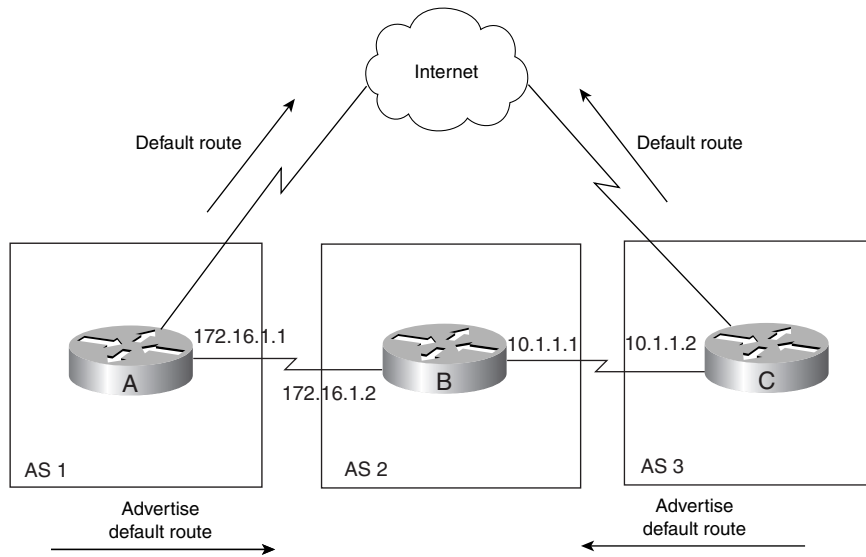 Internet
Default route
Default route
172.16.1.1
10.1.1.1
10.1.1.2
A
B
C
172.16.1.2
AS 1
AS 2
AS 3
Advertise
default route
Advertise
default route